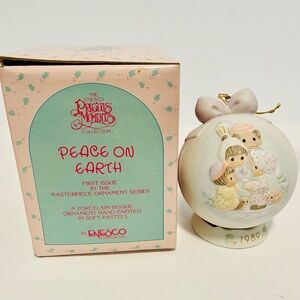 THE
ENESCO
PRECIOUS
MOMENTS
COLLECTION
PEACE ON
EARTH
FIRST ISSUE
IN THE
MASTERPIECE ORNAMENT SERIES
A PORCELAIN BISQUE
ORNAMENT HAND PAINTED
IN SOFT PASTELS
by ENESCO
1989